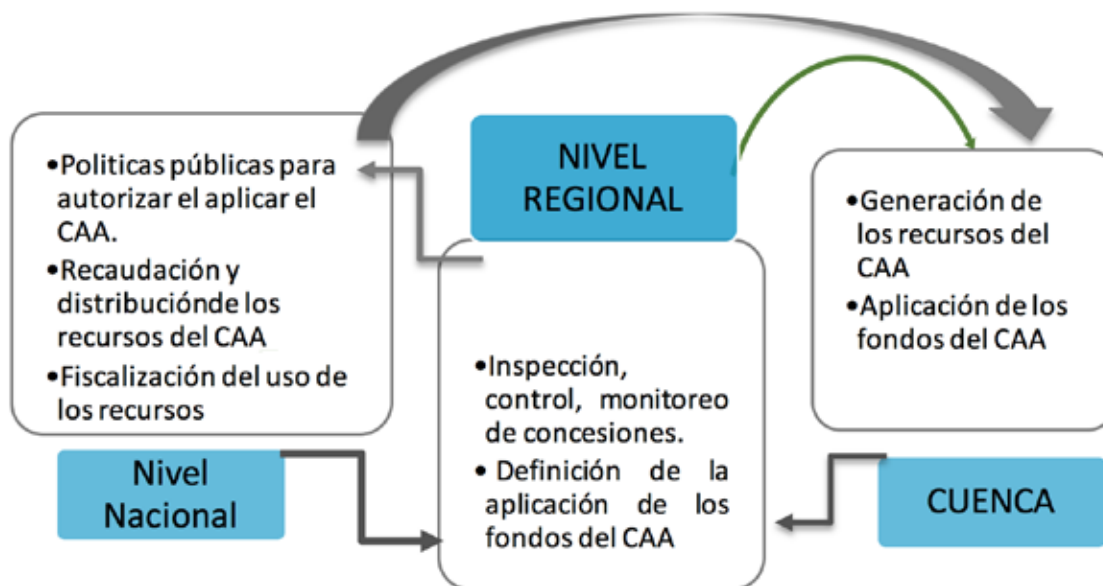 •Politicas públicas para
autorizar el aplicar el
CAA.
•Recaudación y
distribuciónde los
recursos del CAA
•Fiscalización del uso de
los recursos
Nivel
Nacional
NIVEL
REGIONAL
•Inspección,
control, monitoreo
de concesiones.
• Definición de la
aplicación de los
fondos del CAA
•Generación de
los recursos del
CAA
•Aplicación de los
fondos del CAA
CUENCA